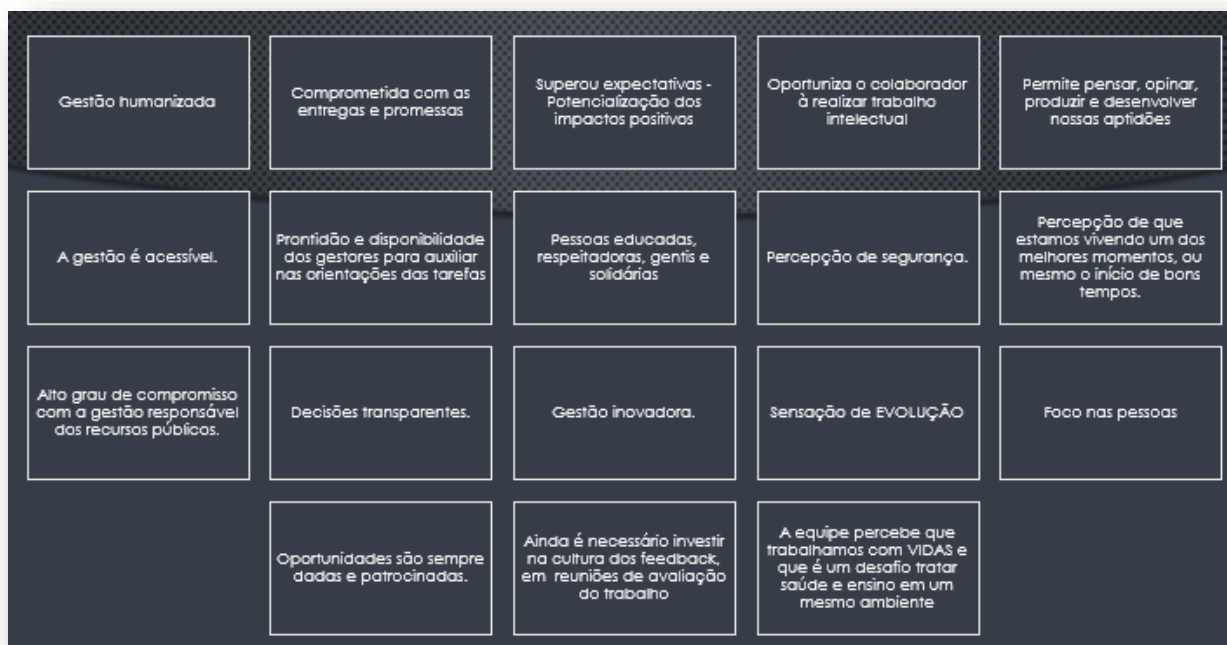 Gestão humanizada
Comprometida com as
entregas e promessas
Superou expectativas -
Potencialização dos
impactos positivos
Oportuniza o colaborador
à realizar trabalho
intelectual
Permite pensar, opinar,
produzir e desenvolver
nossas aptidões
A gestão é acessível.
Prontidão e disponibilidade
dos gestores para auxiliar
nas orientações das tarefas
Pessoas educadas,
respeitadoras, gentis e
solidárias
Percepção de segurança.
Percepção de que
estamos vivendo um dos
melhores momentos, ou
mesmo o início de bons
tempos.
Alto grau de compromisso
com a gestão responsável
dos recursos públicos.
Decisões transparentes.
Gestão inovadora.
Sensação de EVOLUÇÃO
Foco nas pessoas
Oportunidades são sempre
dadas e patrocinadas.
Ainda é necessário investir
na cultura dos feedback,
em reuniões de avaliação
do trabalho
A equipe percebe que
trabalhamos com VIDAS e
que é um desafio tratar
saúde e ensino em um
mesmo ambiente